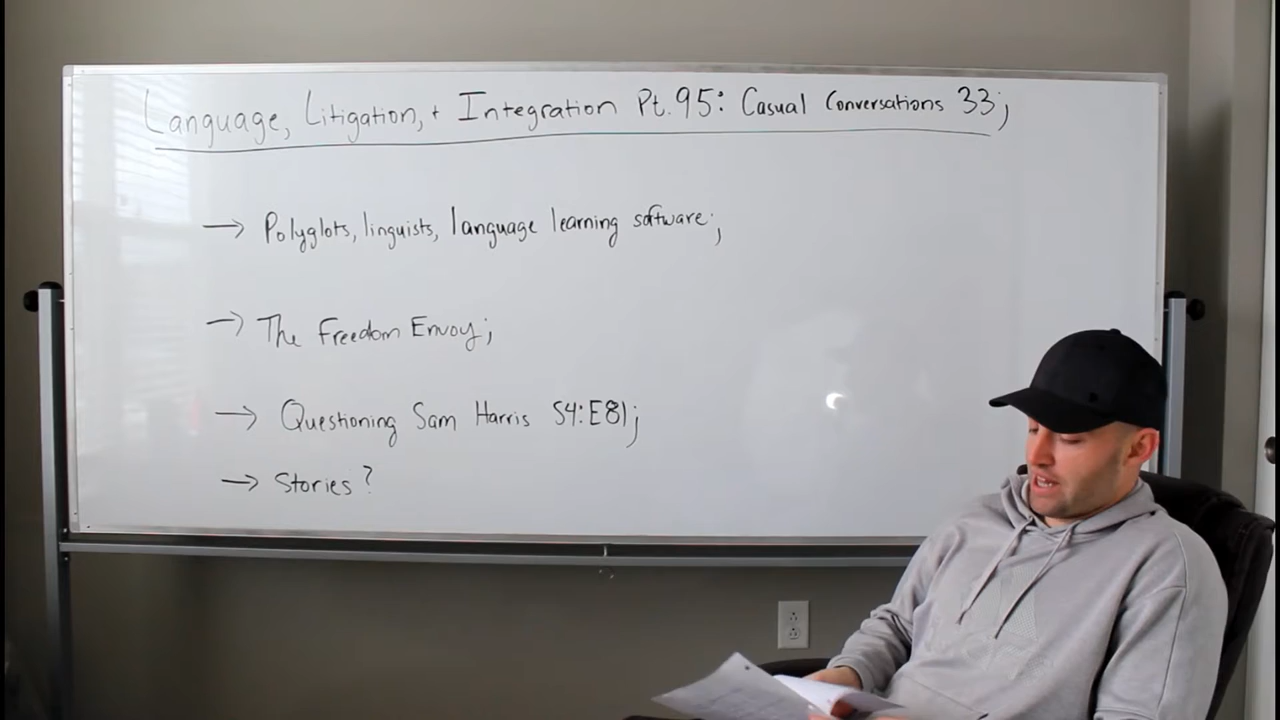 Language, Litigation, + Integration Pt. 95: Casual Conversations 33;
→ Polyglots, linguists, language learning software;
→ The Freedom Envoy;
→ Questioning Sam Harris S4:E81;
→ Stories?